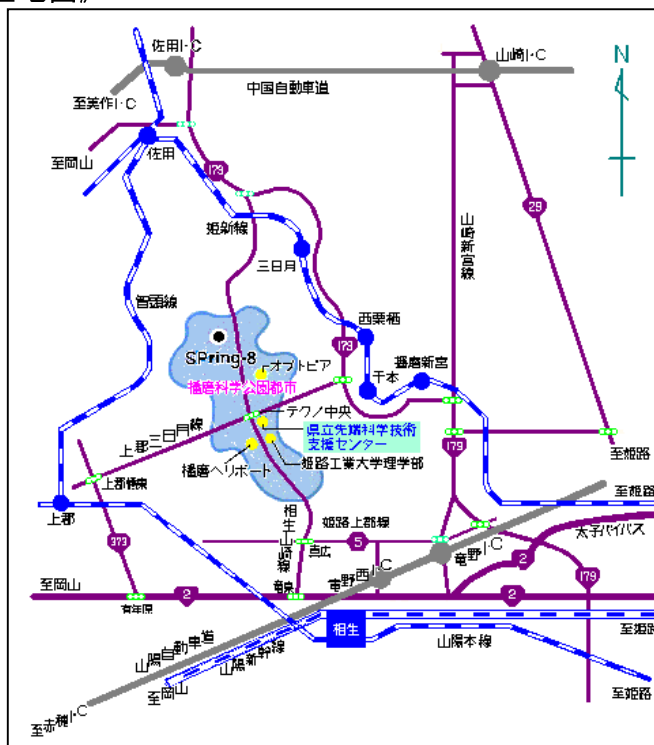 佐用I・C
山崎I・C
N
中国自動車道
至美作I・C
至岡山
佐用
179
29
姫新線
山崎新宮線
三日月
智頭線
西栗栖
SPring-8
179
播磨新宮
オプトピア
千本
播磨科学公園都市
テクノ中央
県立先端科学技術
支援センター
上郡三日月線
179
至姫路
播磨ヘリポート
姫路工業大学理学部
上郡
相生山崎線
至姫路
姫路上郡線
太子バイパス
373
5
真広
竜野I・C
2
竜野西I・C
179
至岡山
2
竜泉
2
有年原
相生
至姫路
山陽自動車道
山陽新幹線
山陽本線
至岡山
至姫路
至赤穂I・C